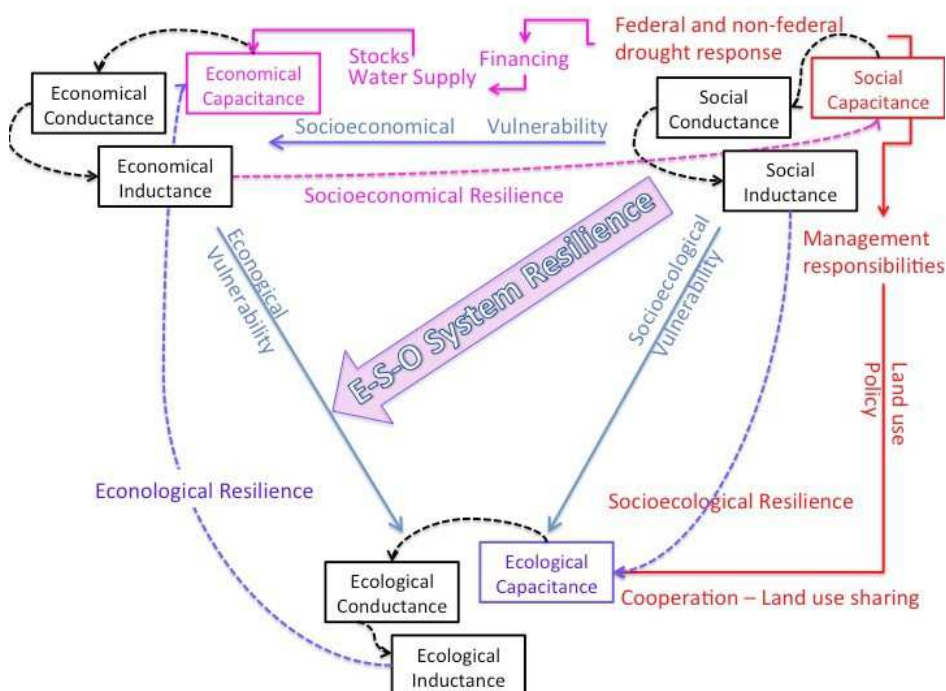 Federal and non-federal
drought response
Stocks
Water Supply
Financing
Economical
Capacitance
Economical
Conductance
Social
Capacitance
Social
Conductance
Socioeconomical Vulnerability
Economical
Inductance
Social
Inductance
Socioeconomical Resilience
Management
responsibilities
Econogical
Vulnerability
E-S-O System Resilience
Socioecological
Vulnerability
Land use
Policy
Econological Resilience
Socioecological Resilience
Ecological
Capacitance
Ecological
Conductance
Cooperation – Land use sharing
Ecological
Inductance